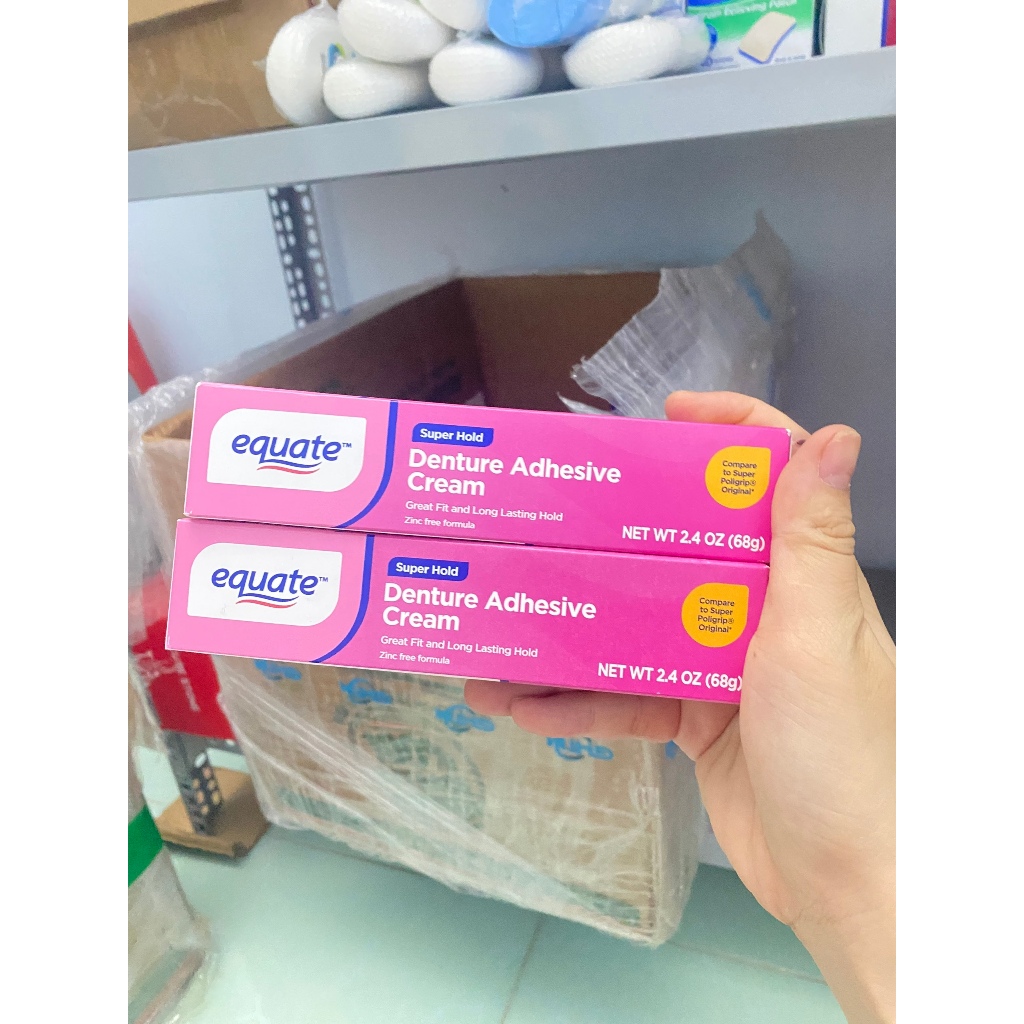 Relieving Patch
equate™
Super Hold
Denture Adhesive
Cream
Great Fit and Long Lasting Hold
Zinc free formula
Compare
to Super
Poligrip®
Original*
NET WT 2.4 OZ (68g)
equate™
Super Hold
Denture Adhesive
Cream
Great Fit and Long Lasting Hold
Zinc free formula
Compare
to Super
Poligrip®
Original*
NET WT 2.4 OZ (68g)